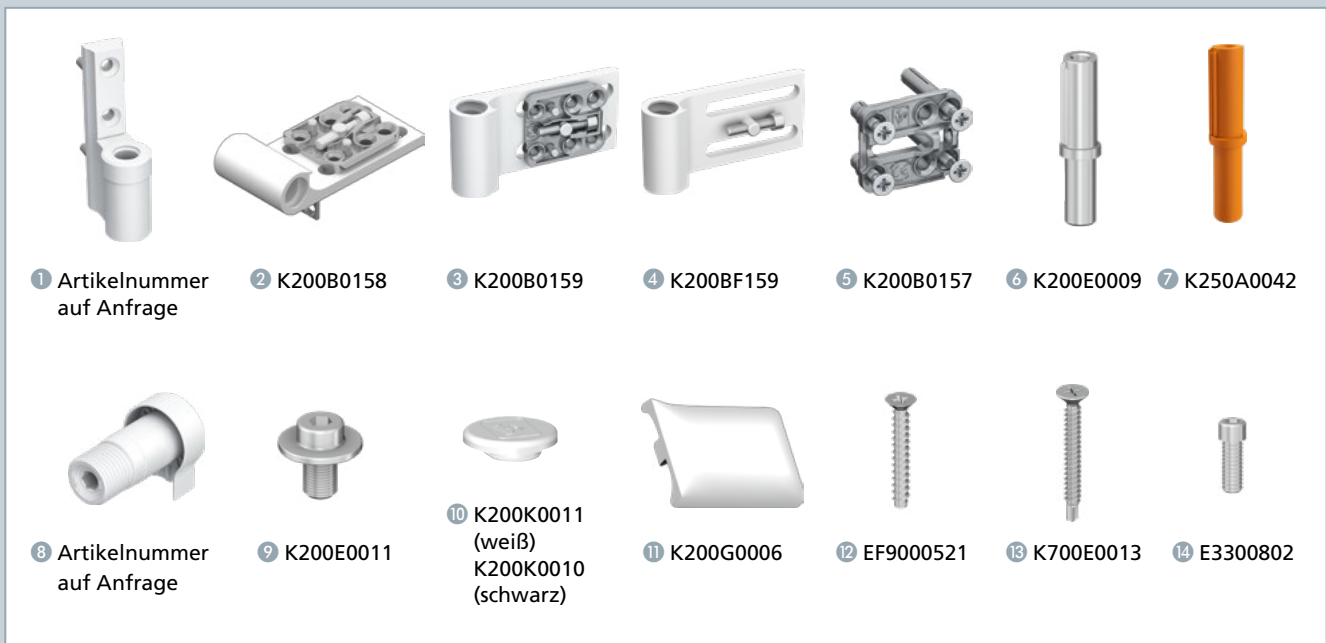 1 Artikelnummer
auf Anfrage
2 K200B0158
3 K200B0159
4 K200BF159
5 K200B0157
6 K200E0009
7 K250A0042
8 Artikelnummer
auf Anfrage
9 K200E0011
10 K200K0011
(weiß)
K200K0010
(schwarz)
11 K200G0006
12 EF9000521
13 K700E0013
14 E3300802